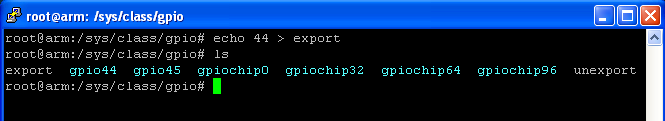 root@arm: /sys/class/gpio
root@arm:/sys/class/gpio# echo 44 > export
root@arm:/sys/class/gpio# ls
export  gpio44  gpio45  gpiochip0  gpiochip32  gpiochip64  gpiochip96  unexport
root@arm:/sys/class/gpio#